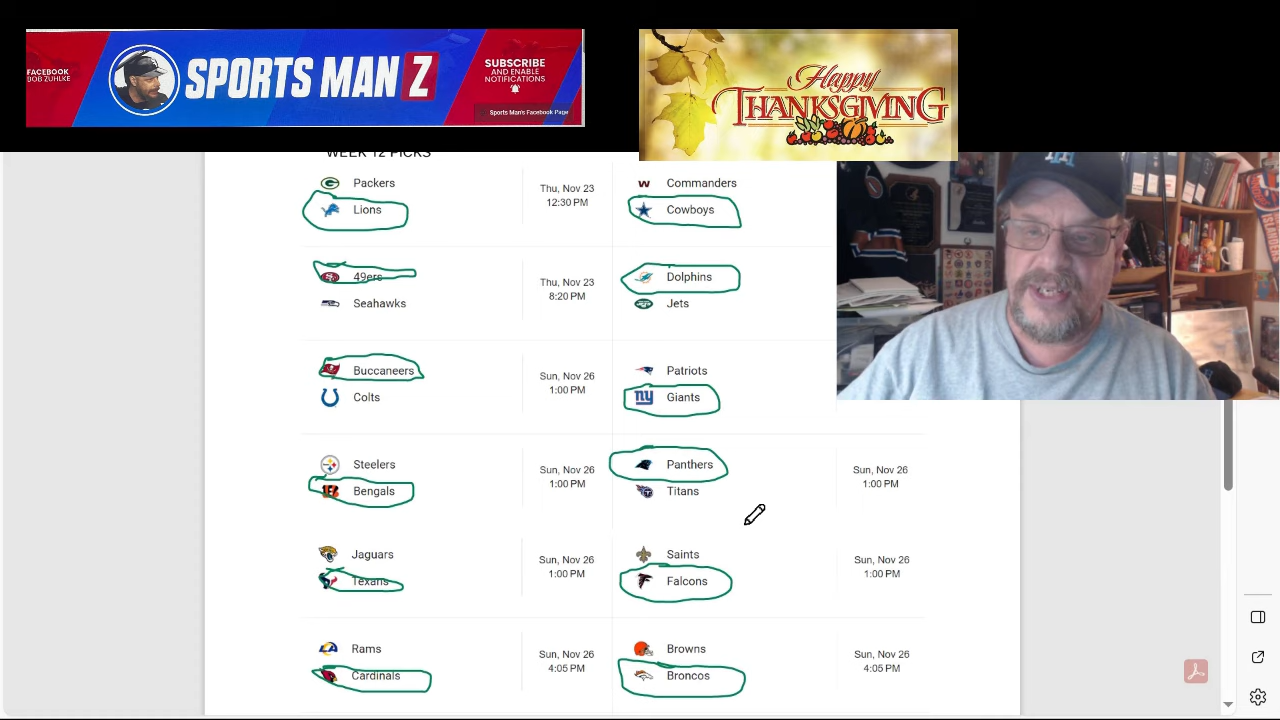 FACEBOOK
BOB ZUHLKE
SPORTS MAN Z
SUBSCRIBE
AND ENABLE
NOTIFICATIONS
Sports Man's Facebook Page
Happy
THANKSGIVING
WEEK 12 PICKS
Packers
Lions
Thu, Nov 23
12:30 PM
W
Commanders
Cowboys
49ers
Seahawks
Thu, Nov 23
8:20 PM
Dolphins
Jets
Buccaneers
Colts
Sun, Nov 26
1:00 PM
Patriots
ny
Giants
Steelers
Bengals
Sun, Nov 26
1:00 PM
Panthers
Titans
Sun, Nov 26
1:00 PM
Jaguars
Texans
Sun, Nov 26
1:00 PM
Saints
Falcons
Sun, Nov 26
1:00 PM
Rams
Cardinals
Sun, Nov 26
4:05 PM
Browns
Broncos
Sun, Nov 26
4:05 PM